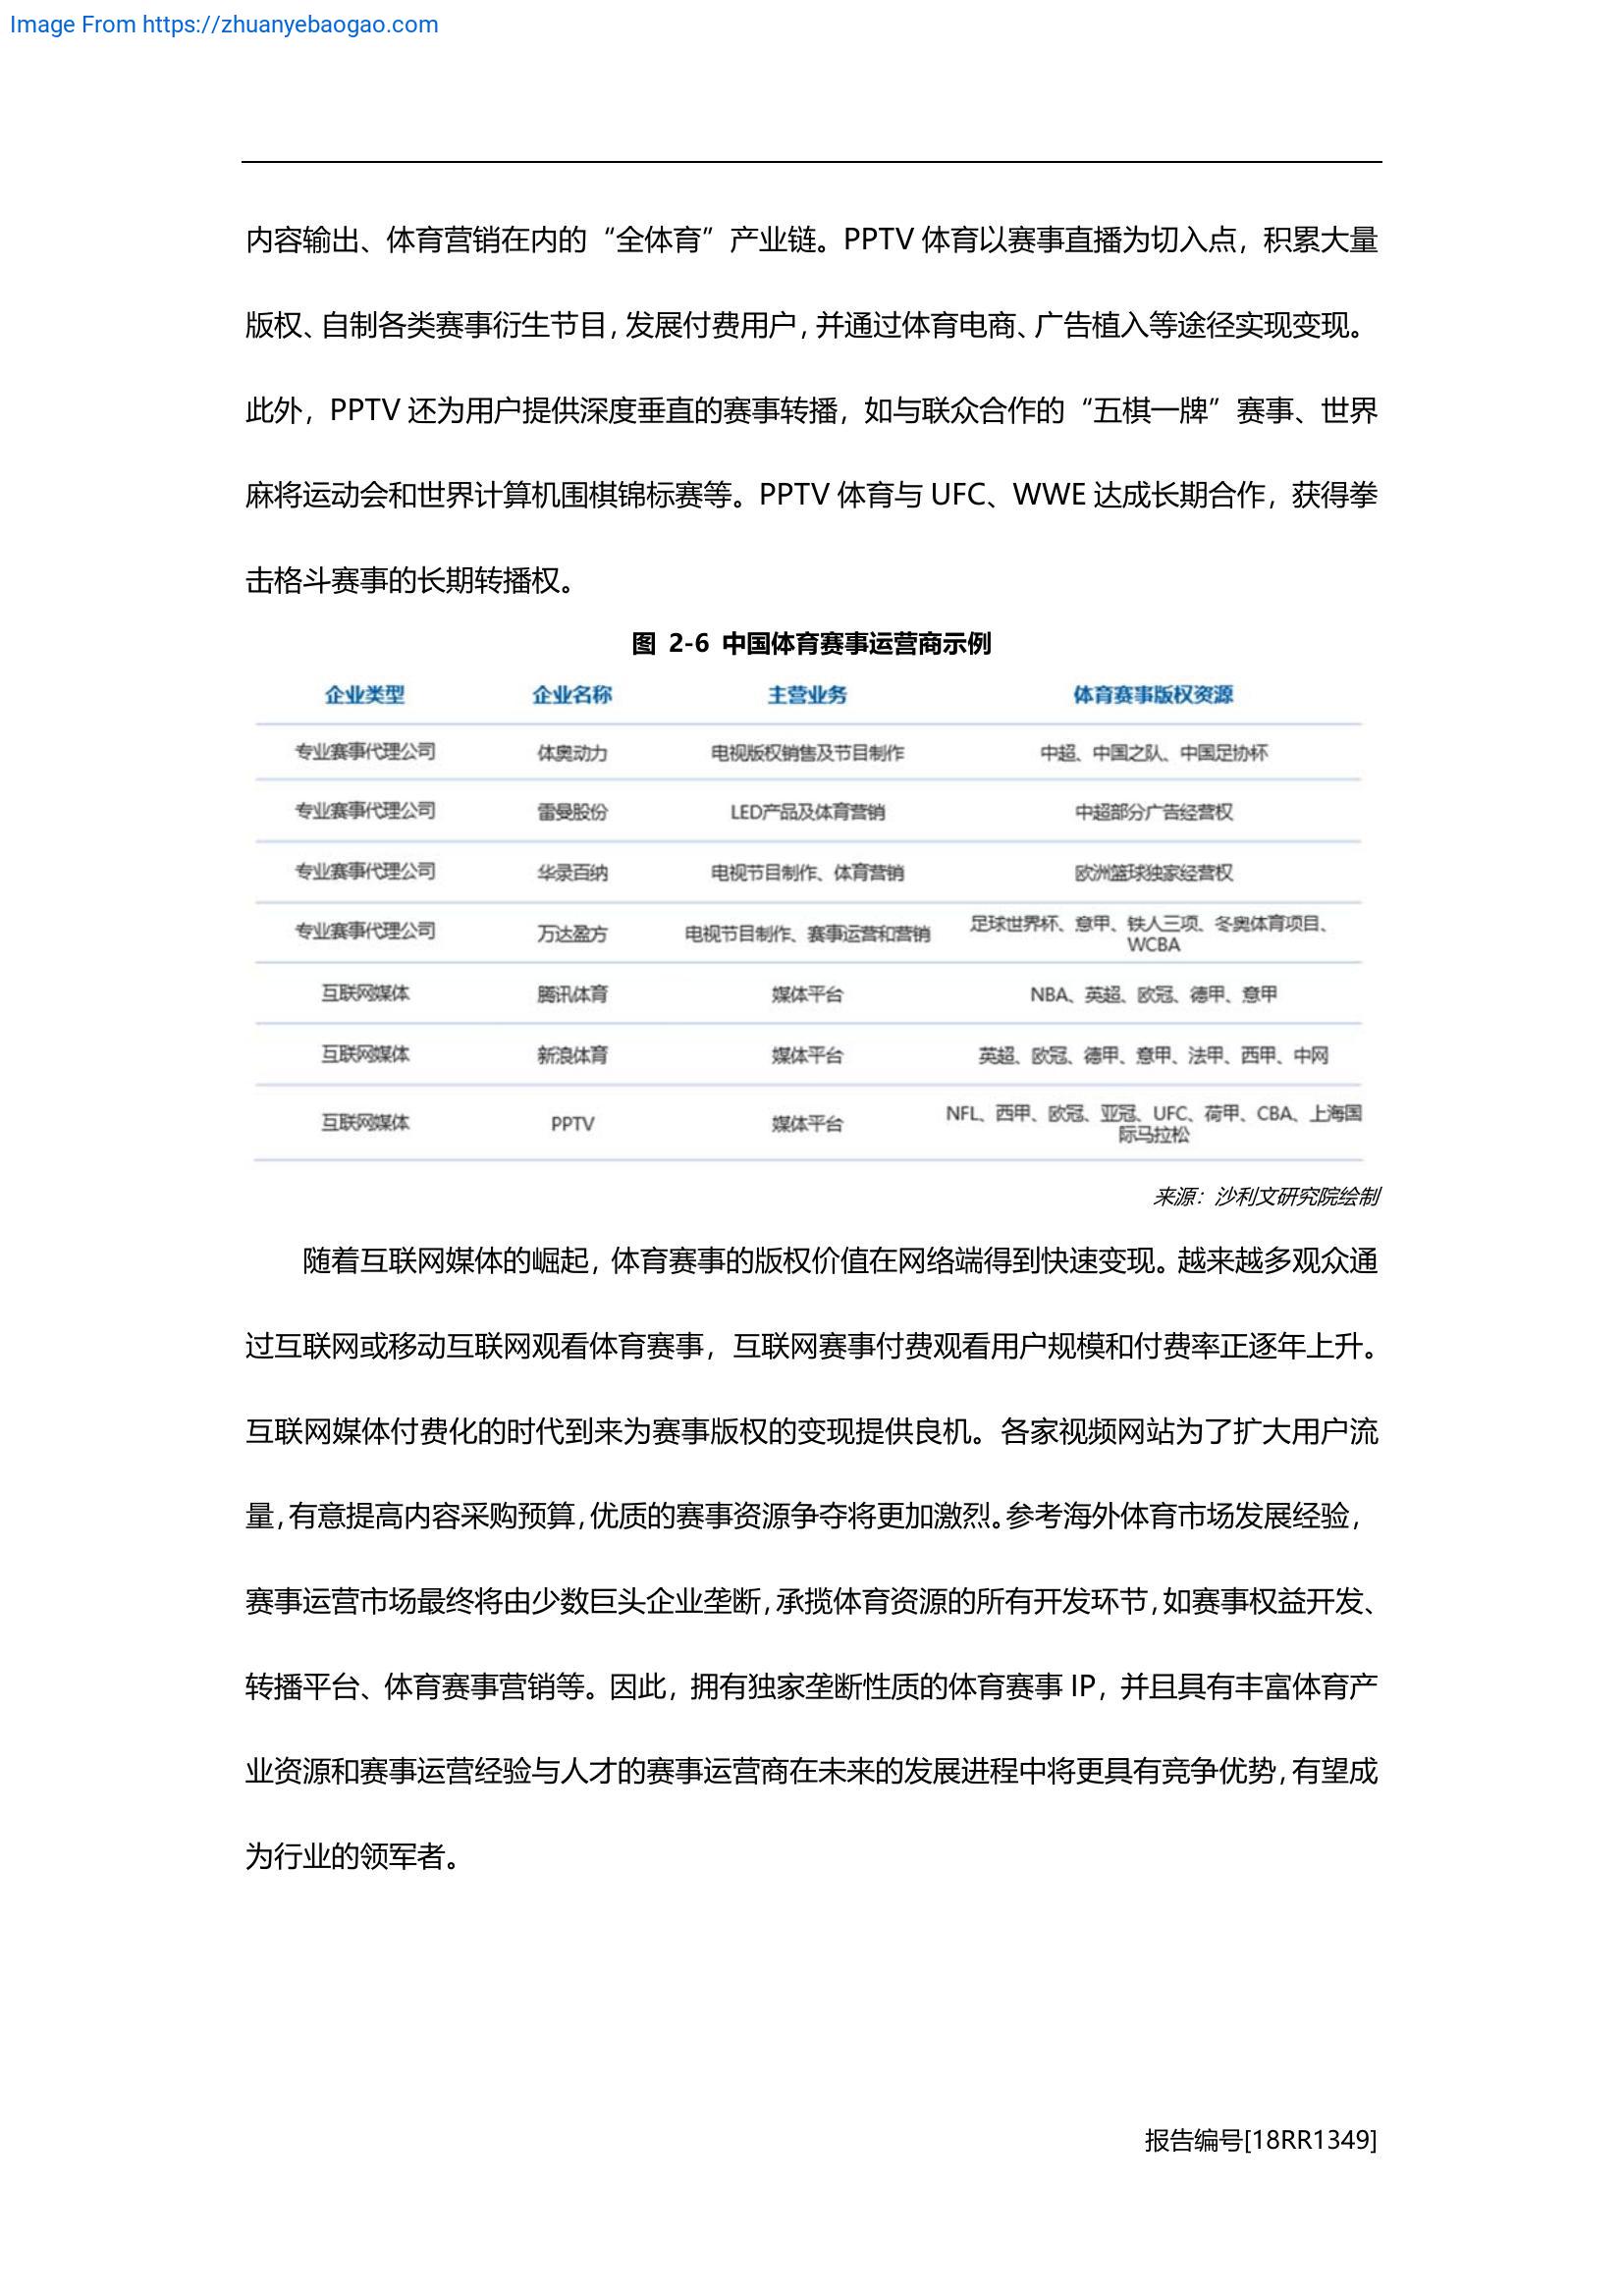 Image From https://zhuanyebaogao.com
内容输出、体育营销在内的“全体育”产业链。PPTV 体育以赛事直播为切入点，积累大量
版权、自制各类赛事衍生节目，发展付费用户，并通过体育电商、广告植入等途径实现变现。
此外，PPTV 还为用户提供深度垂直的赛事转播，如与联众合作的“五棋一牌”赛事、世界
麻将运动会和世界计算机围棋锦标赛等。PPTV 体育与 UFC、WWE 达成长期合作，获得拳
击格斗赛事的长期转播权。
图 2-6 中国体育赛事运营商示例
企业类型 企业名称 主营业务 体育赛事版权资源
专业赛事代理公司 体奥动力 电视版权销售及节目制作 中超、中国之队、中国足协杯
专业赛事代理公司 雷曼股份 LED产品及体育营销 中超部分广告经营权
专业赛事代理公司 华录百纳 电视节目制作、体育营销 欧洲篮球独家经营权
专业赛事代理公司 万达盈方 电视节目制作、赛事运营和营销 足球世界杯、意甲、铁人三项、冬奥体育项目、
WCBA
互联网媒体 腾讯体育 媒体平台 NBA、英超、欧冠、德甲、意甲
互联网媒体 新浪体育 媒体平台 英超、欧冠、德甲、意甲、法甲、西甲、中网
互联网媒体 PPTV 媒体平台 NFL、西甲、欧冠、亚冠、UFC、荷甲、CBA、上海国
际马拉松
来源：沙利文研究院绘制
随着互联网媒体的崛起，体育赛事的版权价值在网络端得到快速变现。越来越多观众通
过互联网或移动互联网观看体育赛事，互联网赛事付费观看用户规模和付费率正逐年上升。
互联网媒体付费化的时代到来为赛事版权的变现提供良机。各家视频网站为了扩大用户流
量，有意提高内容采购预算，优质的赛事资源争夺将更加激烈。参考海外体育市场发展经验，
赛事运营市场最终将由少数巨头企业垄断，承揽体育资源的所有开发环节，如赛事权益开发、
转播平台、体育赛事营销等。因此，拥有独家垄断性质的体育赛事 IP，并且具有丰富体育产
业资源和赛事运营经验与人才的赛事运营商在未来的发展进程中将更具有竞争优势，有望成
为行业的领军者。
报告编号[18RR1349]